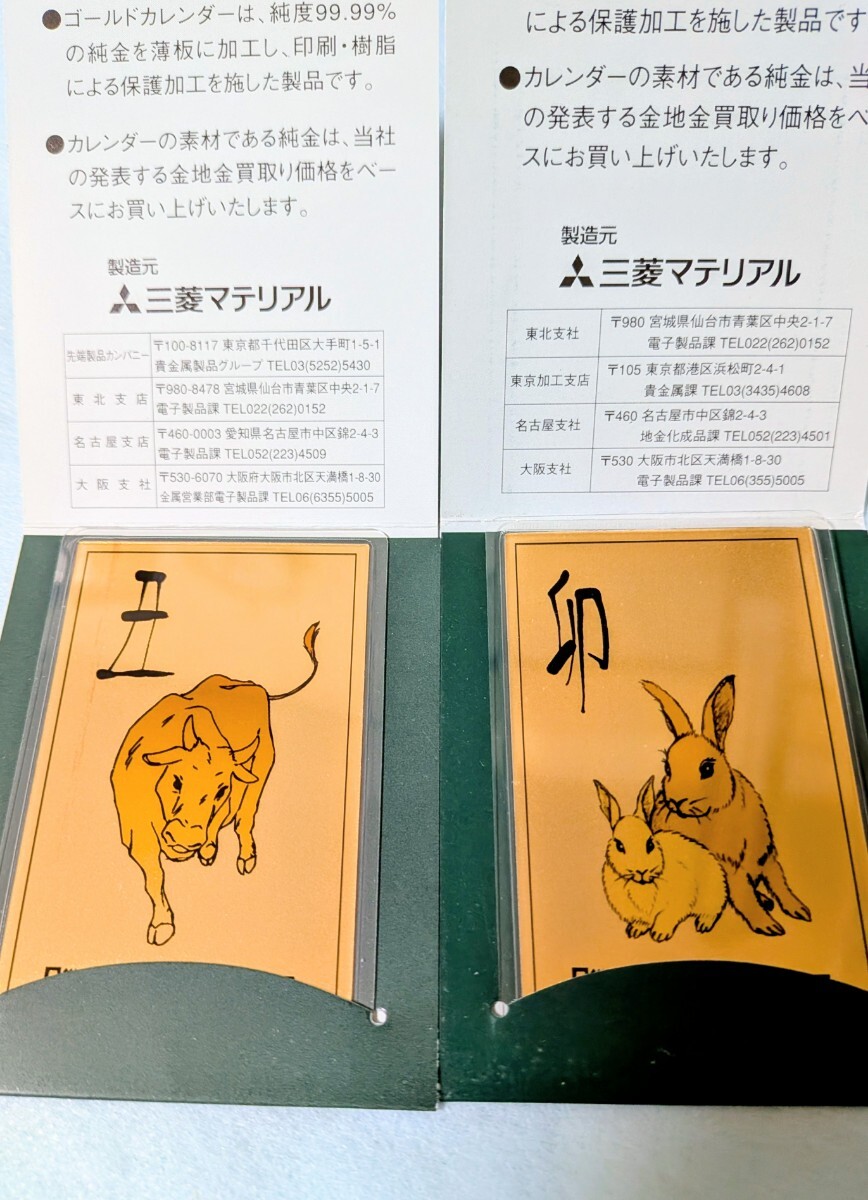 ●ゴールドカレンダーは、純度99.99%
の純金を薄板に加工し、印刷・樹脂
による保護加工を施した製品です。
●カレンダーの素材である純金は、当社
の発表する金地金買取り価格をベー
スにお買い上げいたします。
製造元
三菱マテリアル
先端製品カンパニー
〒100-8117 東京都千代田区大手町1-5-1
貴金属製品グループ TEL03(5252)5430
東北支店
〒980-8478 宮城県仙台市青葉区中央2-1-7
電子製品課 TEL022(262)0152
名古屋支店
〒460-0003 愛知県名古屋市中区錦2-4-3
電子製品課 TEL052(223)4509
大阪支社
〒530-6070 大阪府大阪市北区天満橋1-8-30
金属営業部電子製品課 TEL06(6355)5005
丑
による保護加工を施した製品です
●カレンダーの素材である純金は、当
の発表する金地金買取り価格をベ
スにお買い上げいたします。
製造元
三菱マテリアル
東北支社
〒980 宮城県仙台市青葉区中央2-1-7
電子製品課 TEL022(262)0152
東京加工支店
〒105 東京都港区浜松町2-4-1
貴金属課 TEL03(3435)4608
名古屋支社
〒460 名古屋市中区錦2-4-3
地金化成品課 TEL052(223)4501
大阪支社
〒530 大阪市北区天満橋1-8-30
電子製品課 TEL06(355)5005
卯